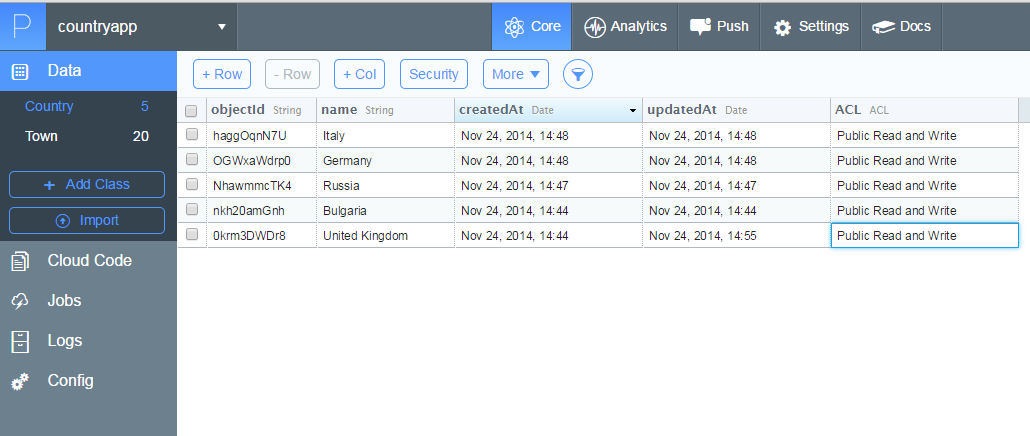 P countryapp Core Analytics Push Settings Docs
Data
Country 5
Town 20
+ Add Class
Import
Cloud Code
Jobs
Logs
Config
+ Row - Row + Col Security More
objectId String name String createdAt Date updatedAt Date ACL ACL
haggOqnN7U Italy Nov 24, 2014, 14:48 Nov 24, 2014, 14:48 Public Read and Write
OGWxaWdrp0 Germany Nov 24, 2014, 14:48 Nov 24, 2014, 14:48 Public Read and Write
NhawmmcTK4 Russia Nov 24, 2014, 14:47 Nov 24, 2014, 14:47 Public Read and Write
nkh20amGnh Bulgaria Nov 24, 2014, 14:44 Nov 24, 2014, 14:44 Public Read and Write
0krm3DWDr8 United Kingdom Nov 24, 2014, 14:44 Nov 24, 2014, 14:55 Public Read and Write